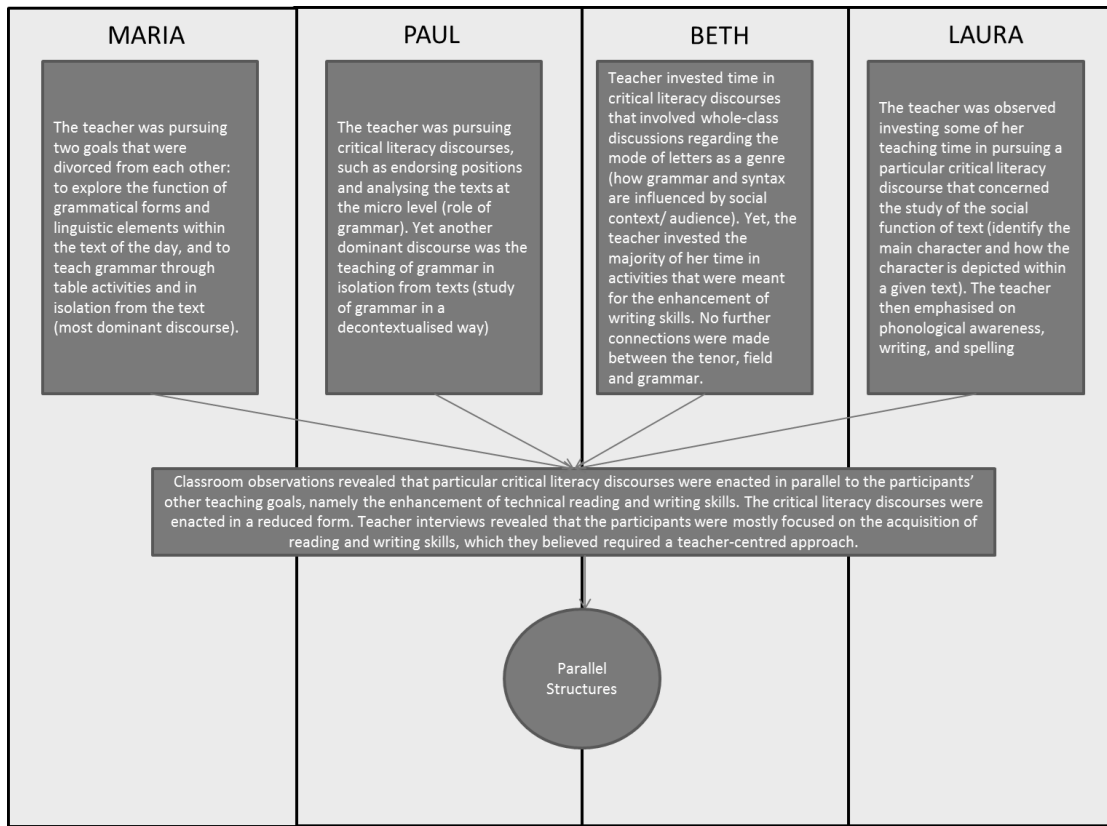 MARIA
PAUL
BETH
LAURA
The teacher was pursuing
two goals that were
divorced from each other:
to explore the function of
grammatical forms and
linguistic elements within
the text of the day, and to
teach grammar through
table activities and in
isolation from the text
(most dominant discourse).
The teacher was pursuing
critical literacy discourses,
such as endorsing positions
and analysing the texts at
the micro level (role of
grammar). Yet another
dominant discourse was the
teaching of grammar in
isolation from texts (study
of grammar in a
decontextualised way)
Teacher invested time in
critical literacy discourses
that involved whole-class
discussions regarding the
mode of letters as a genre
(how grammar and syntax
are influenced by social
context/ audience). Yet, the
teacher invested the
majority of her time in
activities that were meant
for the enhancement of
writing skills. No further
connections were made
between the tenor, field
and grammar.
The teacher was observed
investing some of her
teaching time in pursuing a
particular critical literacy
discourse that concerned
the study of the social
function of text (identify the
main character and how the
character is depicted within
a given text). The teacher
then emphasised on
phonological awareness,
writing, and spelling
Classroom observations revealed that particular critical literacy discourses were enacted in parallel to the participants'
other teaching goals, namely the enhancement of technical reading and writing skills. The critical literacy discourses were
enacted in a reduced form. Teacher interviews revealed that the participants were mostly focused on the acquisition of
reading and writing skills, which they believed required a teacher-centred approach.
Parallel
Structures